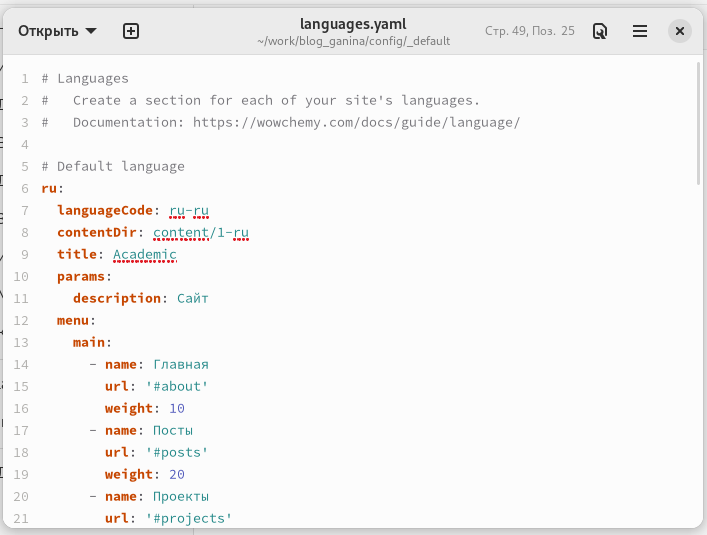 Открыть
languages.yaml
~/work/blog_ganina/config/_default
Стр. 49, Поз. 25
1 # Languages
2 #   Create a section for each of your site's languages.
3 #   Documentation: https://wowchemy.com/docs/guide/language/
4
5 # Default language
6 ru:
7   languageCode: ru-ru
8   contentDir: content/1-ru
9   title: Academic
10   params:
11     description: Сайт
12   menu:
13     main:
14       - name: Главная
15         url: '#about'
16         weight: 10
17       - name: Посты
18         url: '#posts'
19         weight: 20
20       - name: Проекты
21         url: '#projects'